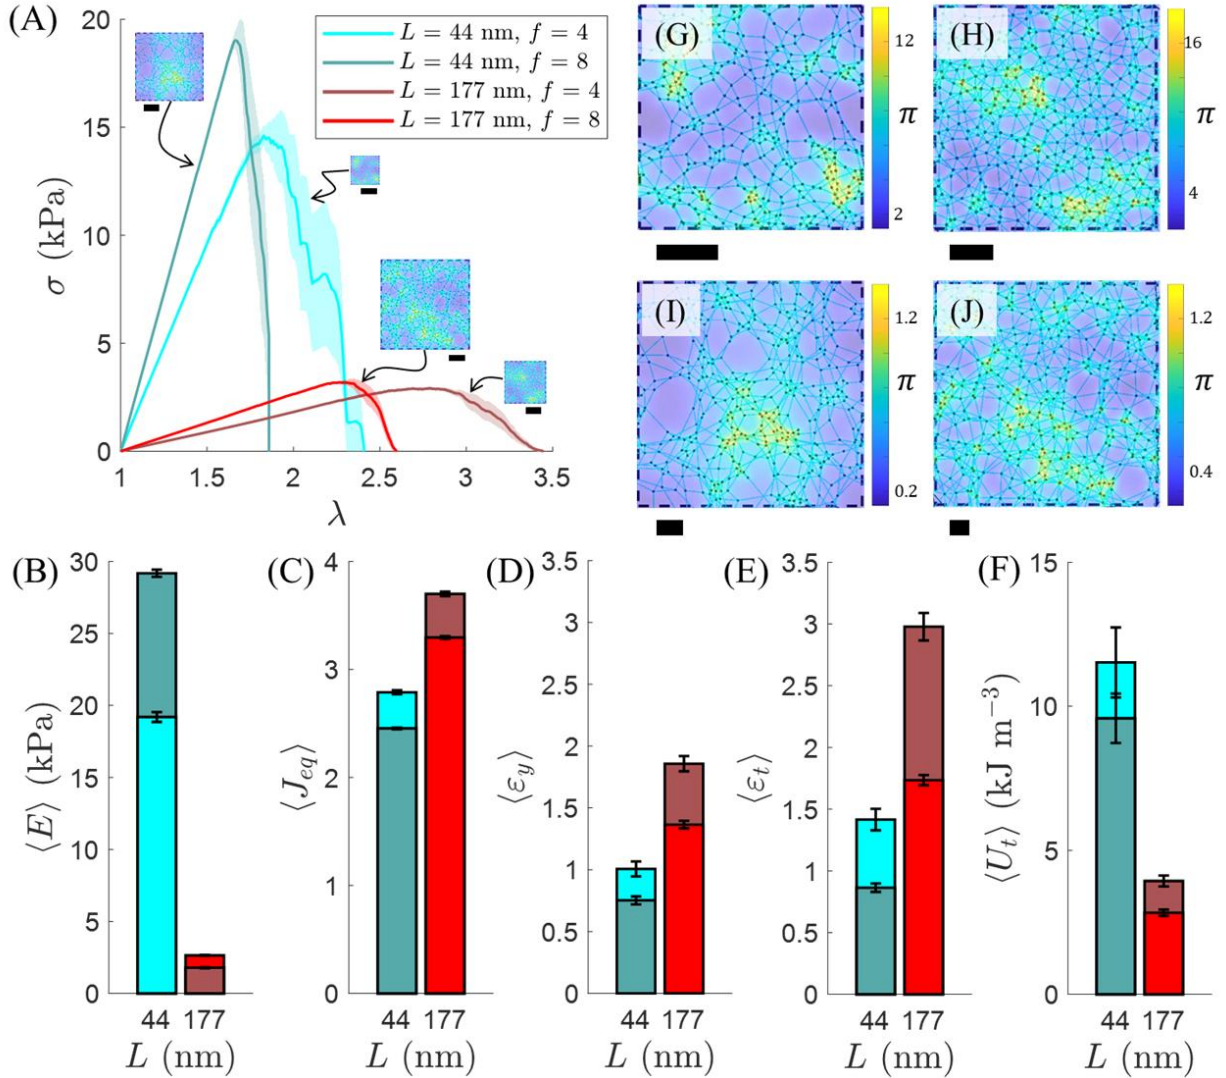 (A)
20
15
10
5
0
σ (kPa)
1
1.5
2
2.5
3
3.5
λ
L = 44 nm, f = 4
L = 44 nm, f = 8
L = 177 nm, f = 4
L = 177 nm, f = 8
(G)
12
π
2
(H)
16
π
4
(I)
1.2
π
0.2
(J)
1.2
π
0.4
(B)
30
25
20
15
10
5
0
⟨E⟩ (kPa)
44 177
L (nm)
(C)
4
3
2
1
0
⟨J_eq⟩
44 177
L (nm)
(D)
3.5
3
2.5
2
1.5
1
0.5
0
⟨ε_y⟩
44 177
L (nm)
(E)
3.5
3
2.5
2
1.5
1
0.5
0
⟨ε_t⟩
44 177
L (nm)
(F)
15
10
5
0
⟨U_t⟩ (kJ m⁻³)
44 177
L (nm)